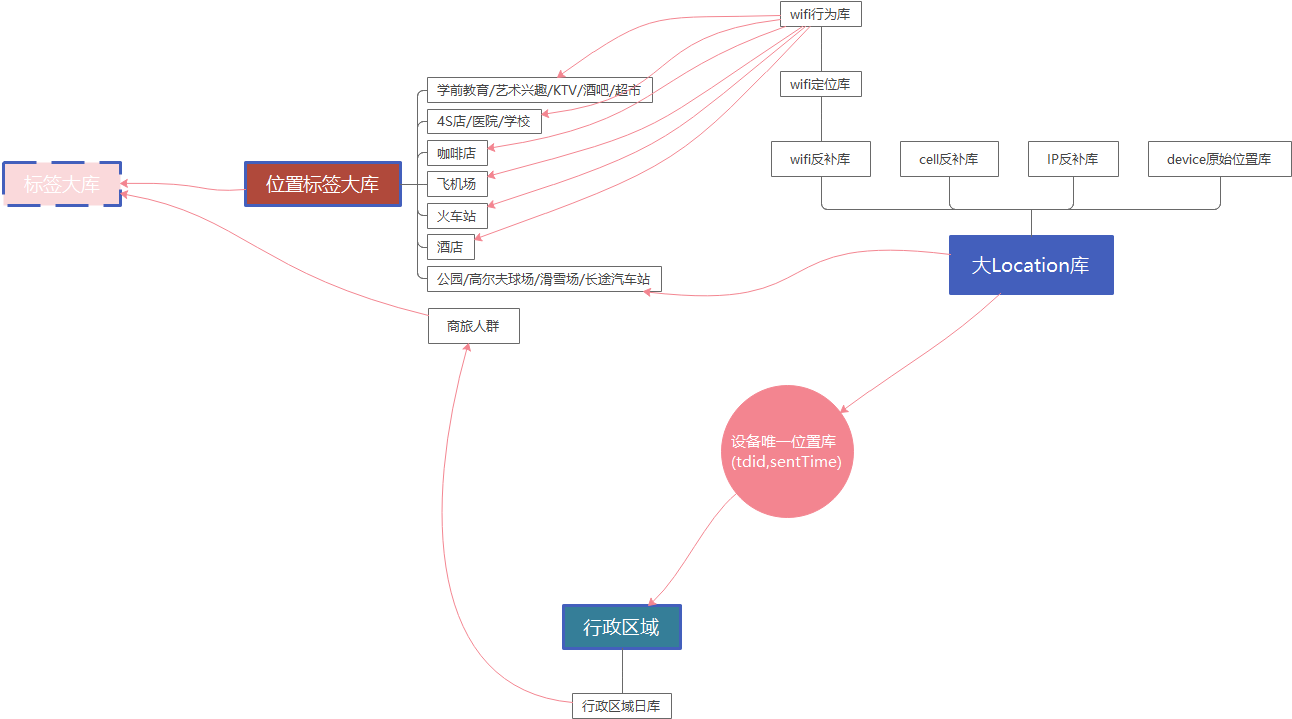 wifi行为库
wifi定位库
学前教育/艺术兴趣/KTV/酒吧/超市
4S店/医院/学校
咖啡店
飞机场
火车站
酒店
公园/高尔夫球场/滑雪场/长途汽车站
标签大库
位置标签大库
wifi反补库
cell反补库
IP反补库
device原始位置库
大Location库
商旅人群
设备唯一位置库
(tdid,sentTime)
行政区域
行政区域日库